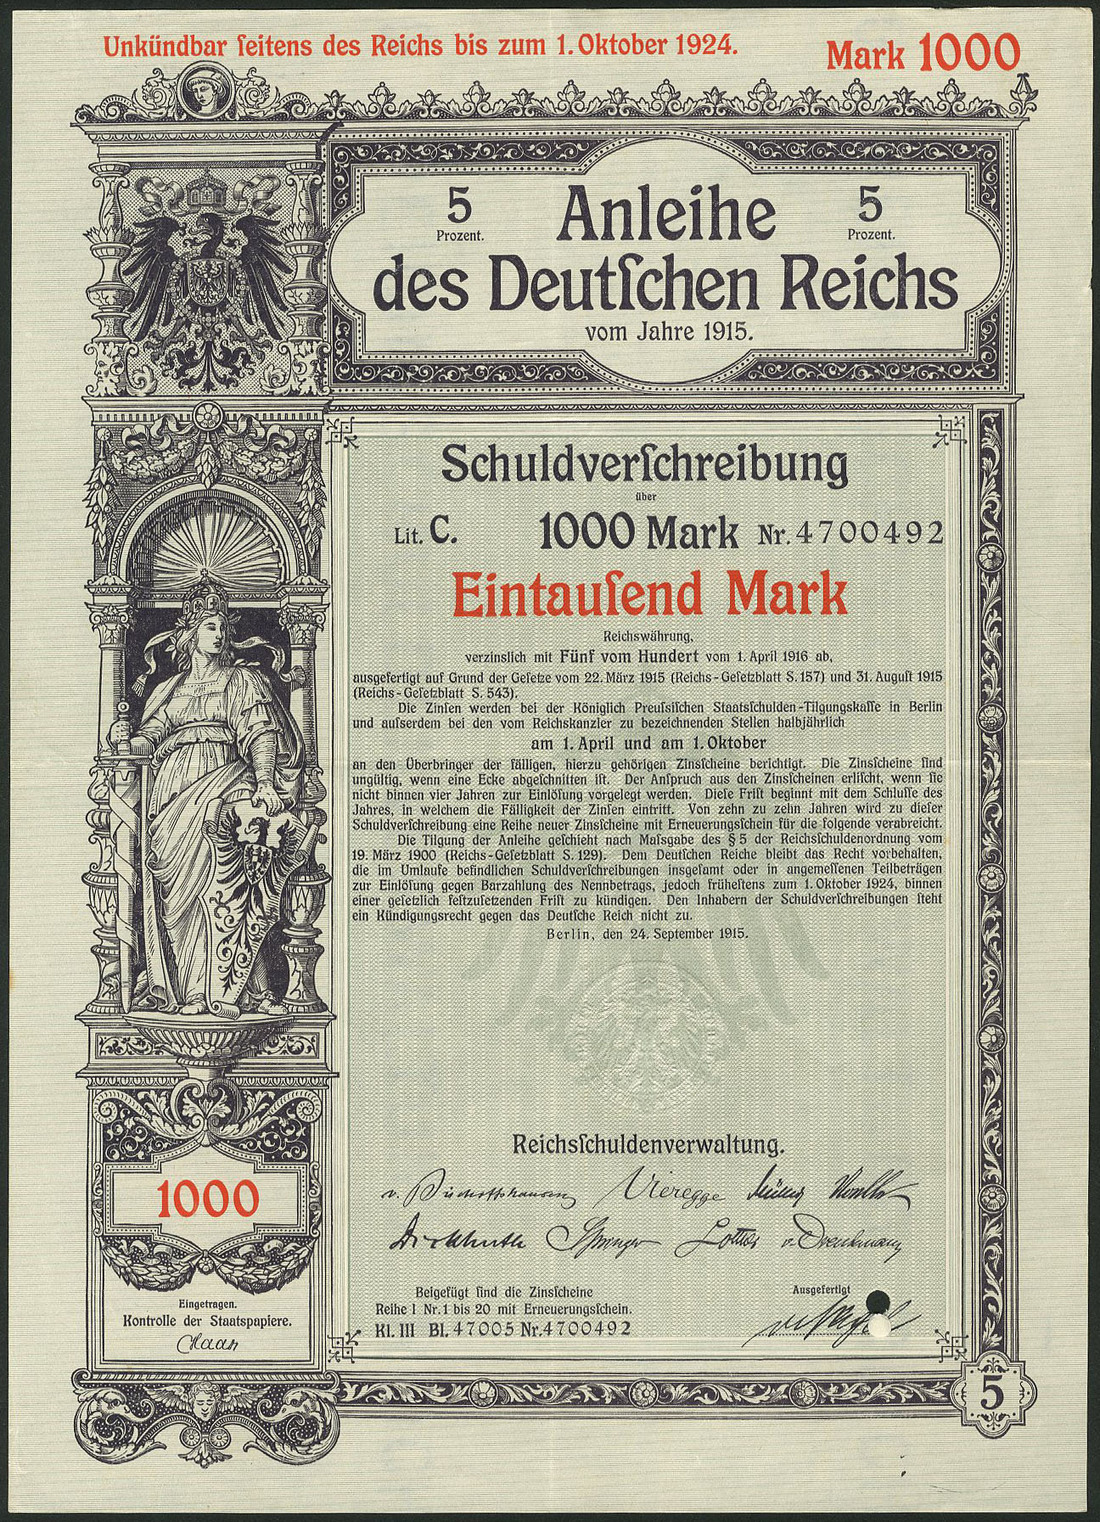 Unkündbar ſeitens des Reichs bis zum 1. Oktober 1924.
Mark 1000
5 Prozent.
Anleihe
5 Prozent.
des Deutſchen Reichs
vom Jahre 1915.
Schuldverſchreibung
über
Lit. C. 1000 Mark Nr. 4700492
Eintauſend Mark
Reichswährung,
verzinslich mit Fünf vom Hundert vom 1. April 1916 ab,
ausgefertigt auf Grund der Geſetze vom 22. März 1915 (Reichs-Geſetzblatt S. 157) und 31. Auguſt 1915
(Reichs-Geſetzblatt S. 543).
Die Zinſen werden bei der Königlich Preuſsiſchen Staatsſchulden-Tilgungskaſſe in Berlin
und auſserdem bei den vom Reichskanzler zu bezeichnenden Stellen halbjährlich
am 1. April und am 1. Oktober
an den Überbringer der fälligen, hierzu gehörigen Zinsſcheine berichtigt. Die Zinsſcheine ſind
ungültig, wenn eine Ecke abgeſchnitten iſt. Der Anſpruch aus den Zinsſcheinen erliſcht, wenn ſie
nicht binnen vier Jahren zur Einlöſung vorgelegt werden. Dieſe Friſt beginnt mit dem Schluſſe des
Jahres, in welchem die Fälligkeit der Zinſen eintritt. Von zehn zu zehn Jahren wird zu dieſer
Schuldverſchreibung eine Reihe neuer Zinsſcheine mit Erneuerungsſchein für die folgende verabreicht.
Die Tilgung der Anleihe geſchieht nach Maſsgabe des § 5 der Reichsſchuldenordnung vom
19. März 1900 (Reichs-Geſetzblatt S. 129). Dem Deutſchen Reiche bleibt das Recht vorbehalten,
die im Umlaufe befindlichen Schuldverſchreibungen insgeſamt oder in angemeſſenen Teilbeträgen
zur Einlöſung gegen Barzahlung des Nennbetrags, jedoch früheſtens zum 1. Oktober 1924, binnen
einer geſetzlich feſtzuſetzenden Friſt zu kündigen. Den Inhabern der Schuldverſchreibungen ſteht
ein Kündigungsrecht gegen das Deutſche Reich nicht zu.
Berlin, den 24. September 1915.
Reichsſchuldenverwaltung.
v. Bischoffshausen Vieregge Müller
Dickhuth Springer
1000
Eingetragen.
Kontrolle der Staatspapiere.
Beigefügt ſind die Zinsſcheine
Reihe I Nr. 1 bis 20 mit Erneuerungsſchein.
Kl. III Bl. 47005 Nr. 4700492
Ausgefertigt
5